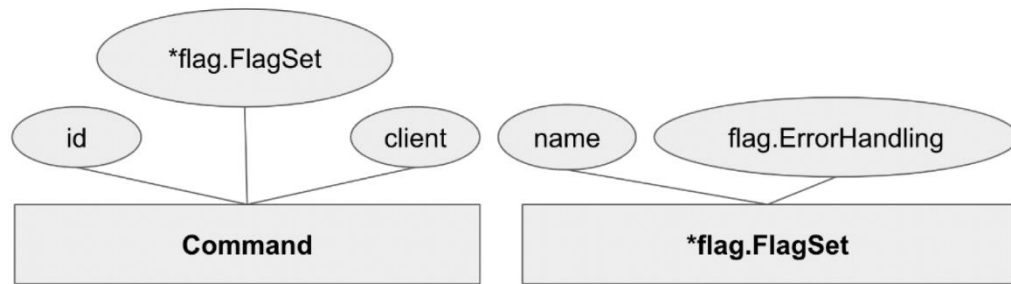 *flag.FlagSet
id
client
name
flag.ErrorHandling
Command
*flag.FlagSet